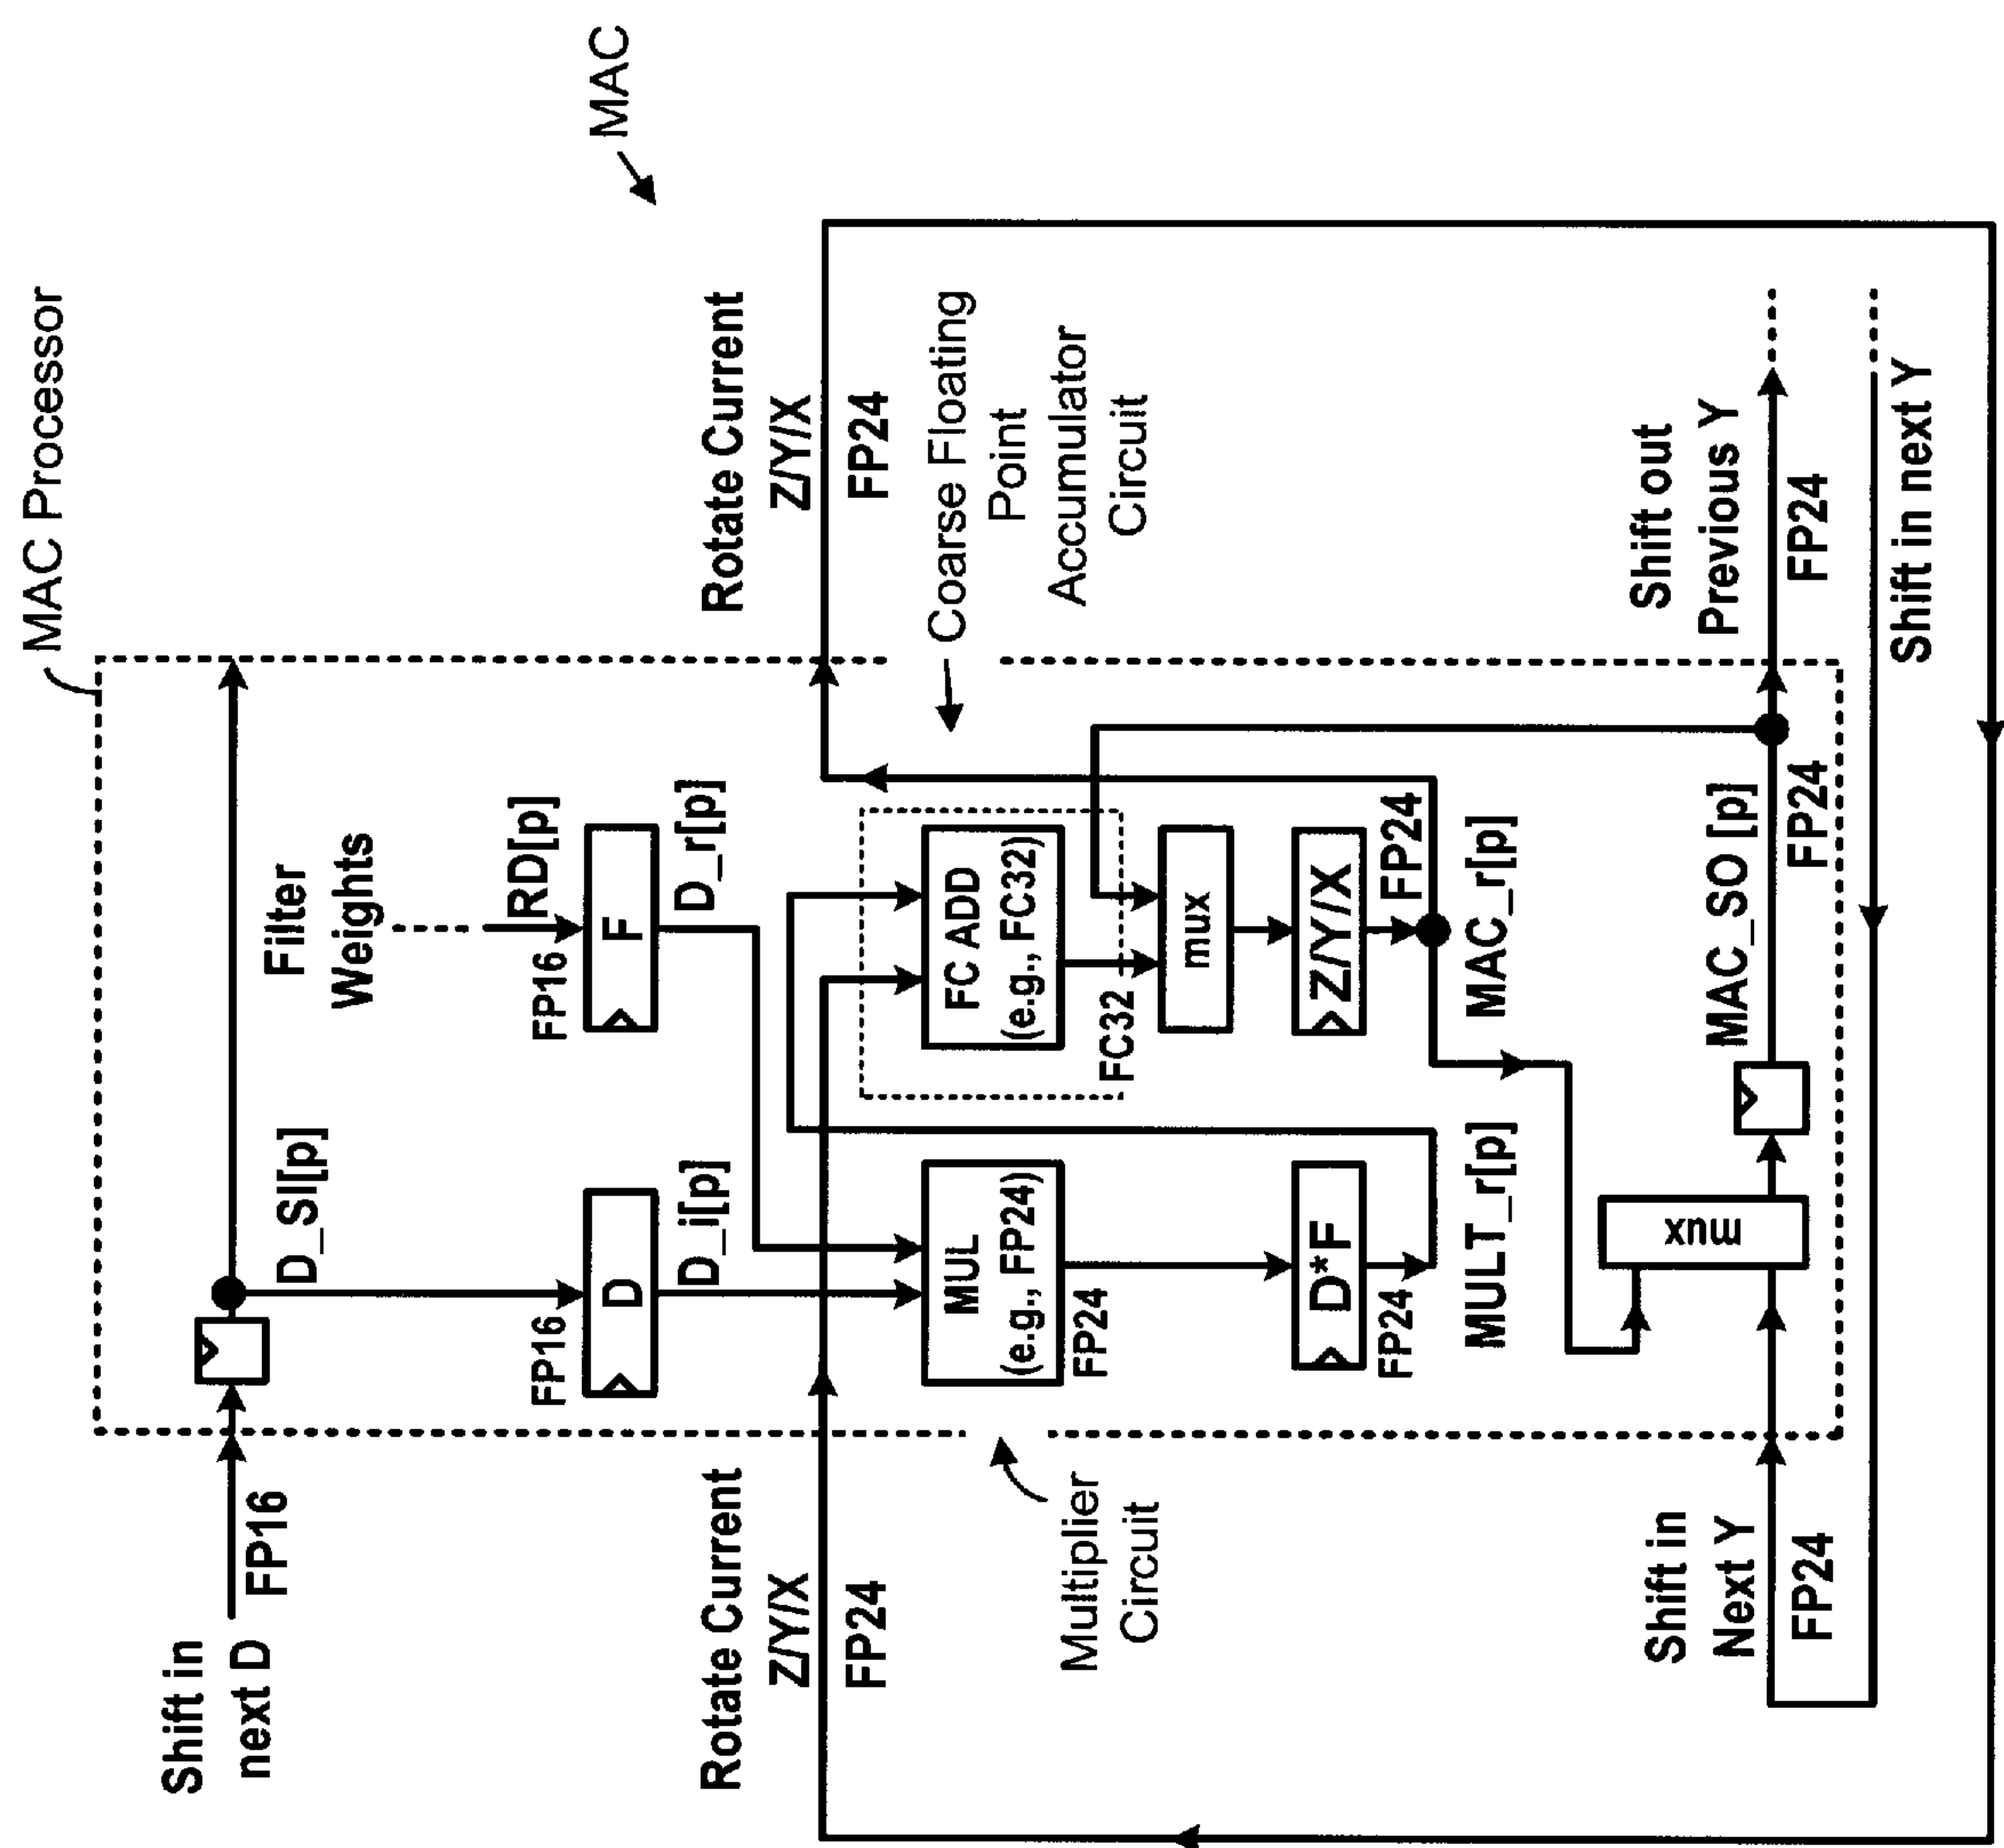 MAC Processor
MAC
Shift in
next D
FP16
D_SI[p]
Filter
Weights
RD[p]
FP16
D
D_i[p]
FP16
F
D_r[p]
Rotate Current
Z/Y/X
FP24
Rotate Current
Z/Y/X
FP24
MUL
(e.g., FP24)
FP24
FC ADD
(e.g., FC32)
FC32
Coarse Floating
Point
Accumulator
Circuit
Multiplier
Circuit
mux
D*F
FP24
MULT_r[p]
Z/Y/X
FP24
MAC_r[p]
mux
MAC_SO [p]
FP24
Shift in
Next Y
FP24
Shift out
Previous Y
FP24
Shift in next Y